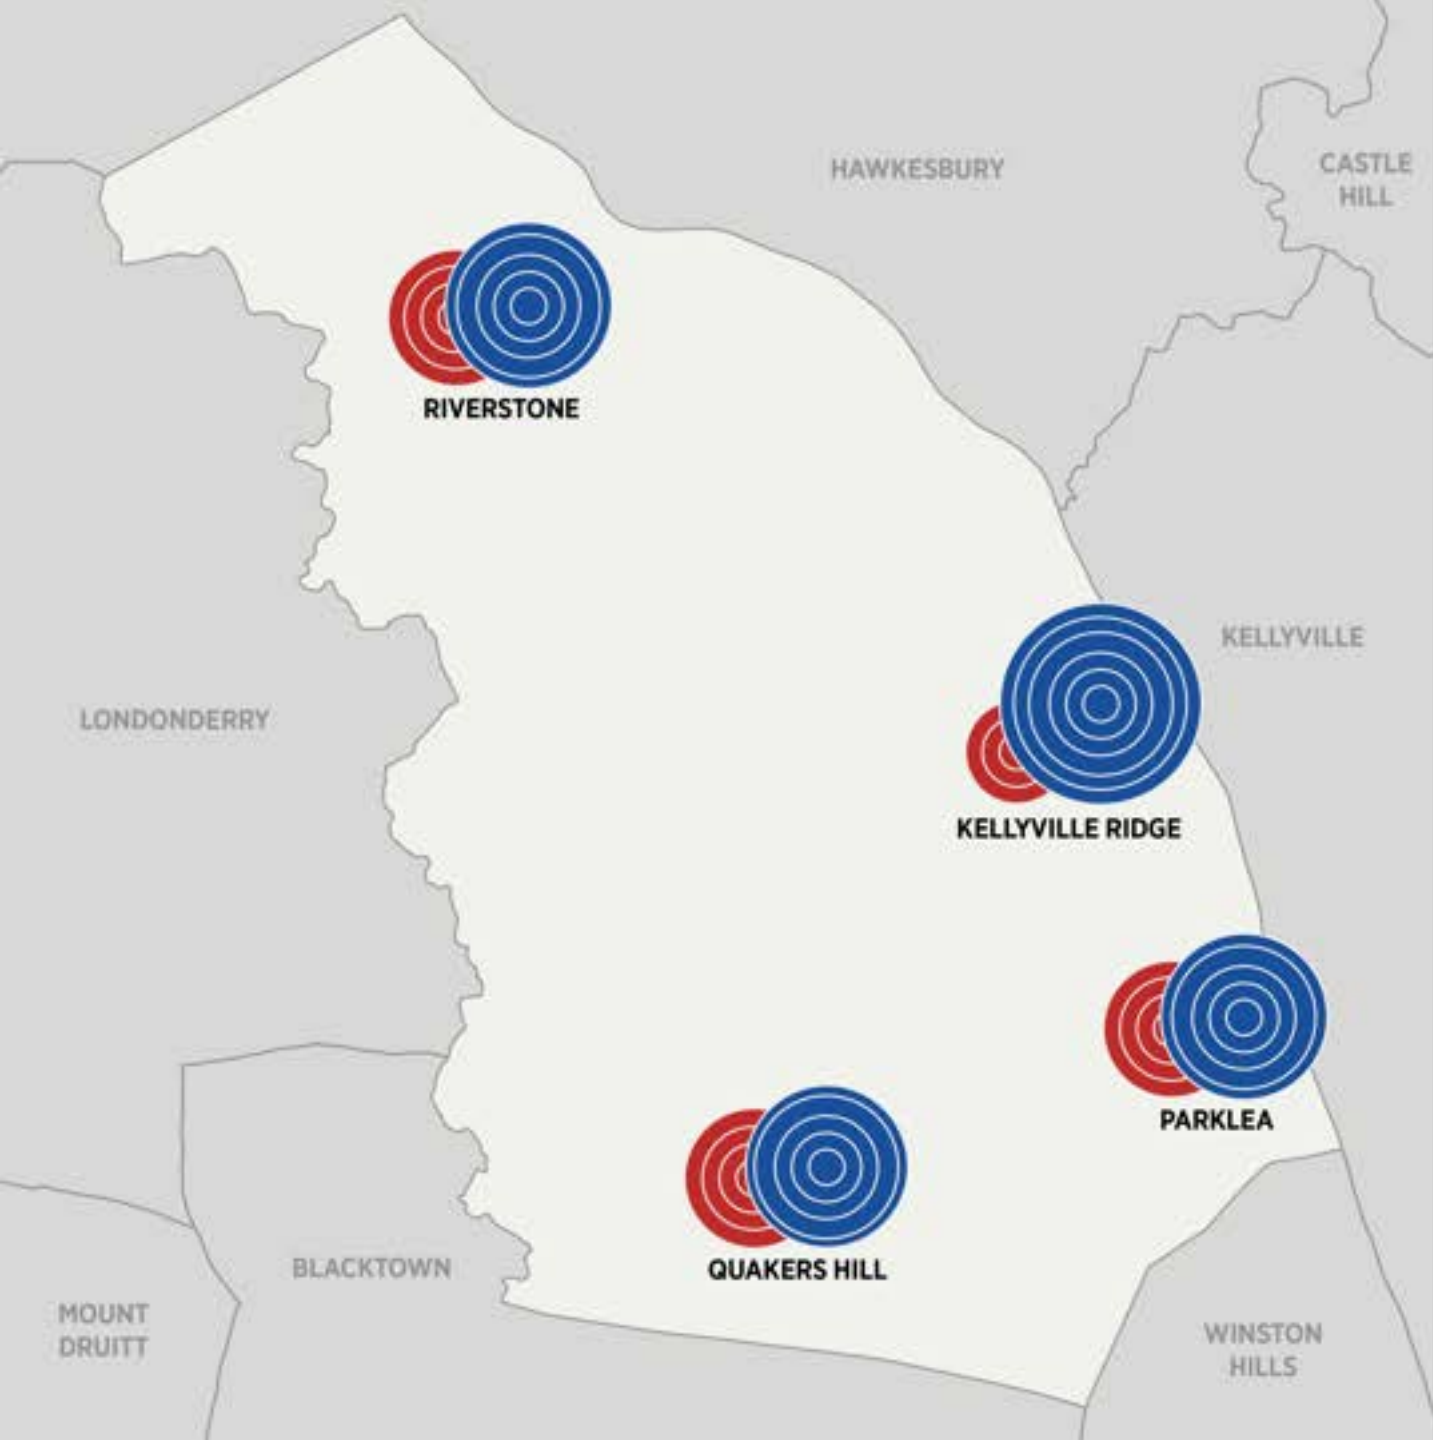 CASTLE
HILL
HAWKESBURY
RIVERSTONE
KELLYVILLE
LONDONDERRY
KELLYVILLE RIDGE
PARKLEA
BLACKTOWN
QUAKERS HILL
MOUNT
DRUITT
WINSTON
HILLS